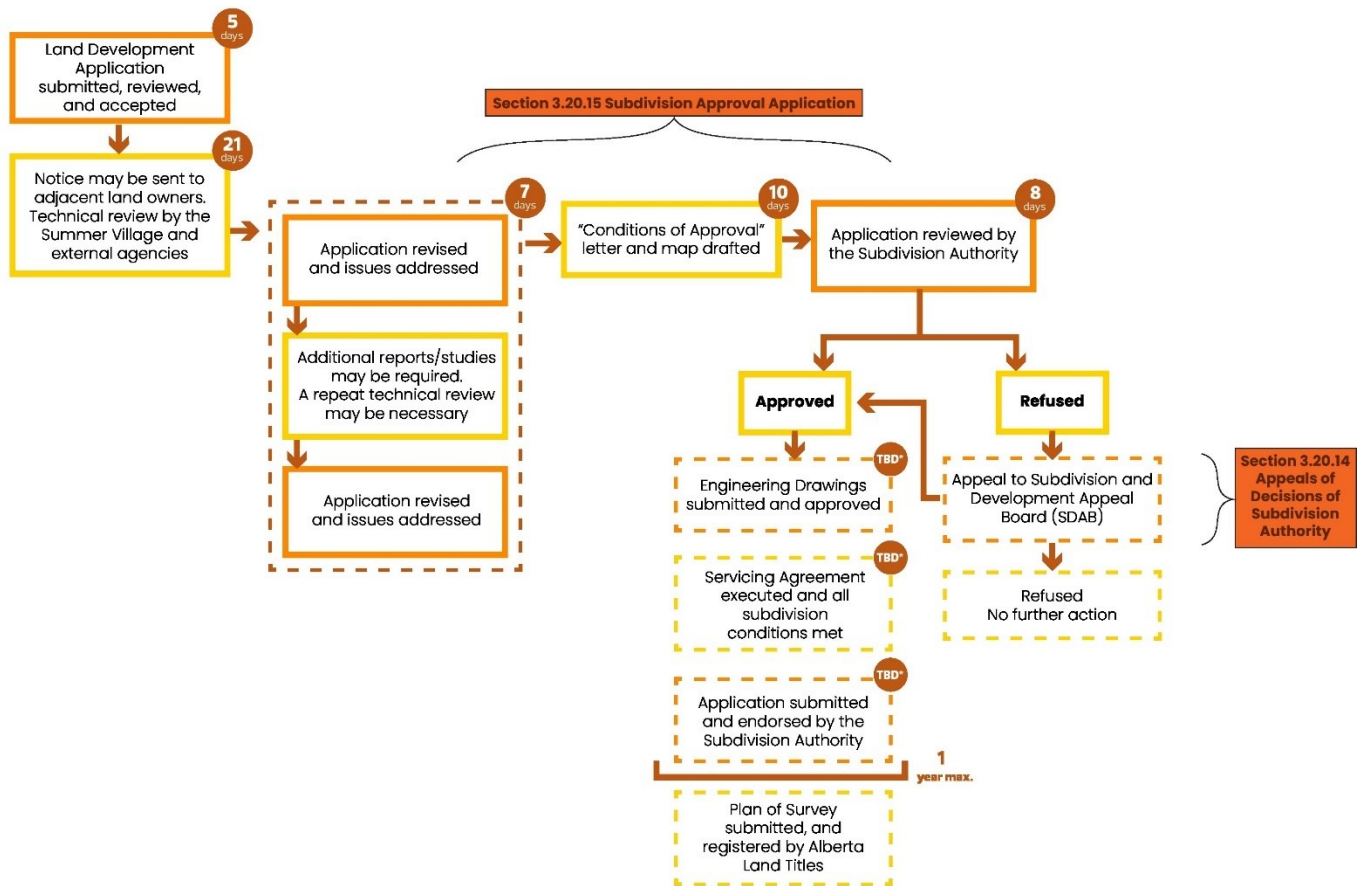 5
days
Land Development
Application
submitted, reviewed,
and accepted
21
days
Notice may be sent to
adjacent land owners.
Technical review by the
Summer Village and
external agencies
Section 3.20.15 Subdivision Approval Application
7
days
Application revised
and issues addressed
Additional reports/studies
may be required.
A repeat technical review
may be necessary
Application revised
and issues addressed
10
days
"Conditions of Approval"
letter and map drafted
8
days
Application reviewed by
the Subdivision Authority
Approved
Refused
TBD*
Engineering Drawings
submitted and approved
TBD*
Servicing Agreement
executed and all
subdivision
conditions met
TBD*
Application submitted
and endorsed by the
Subdivision Authority
1
year max.
Plan of Survey
submitted, and
registered by Alberta
Land Titles
Appeal to Subdivision and
Development Appeal
Board (SDAB)
Refused
No further action
Section 3.20.14
Appeals of
Decisions of
Subdivision
Authority